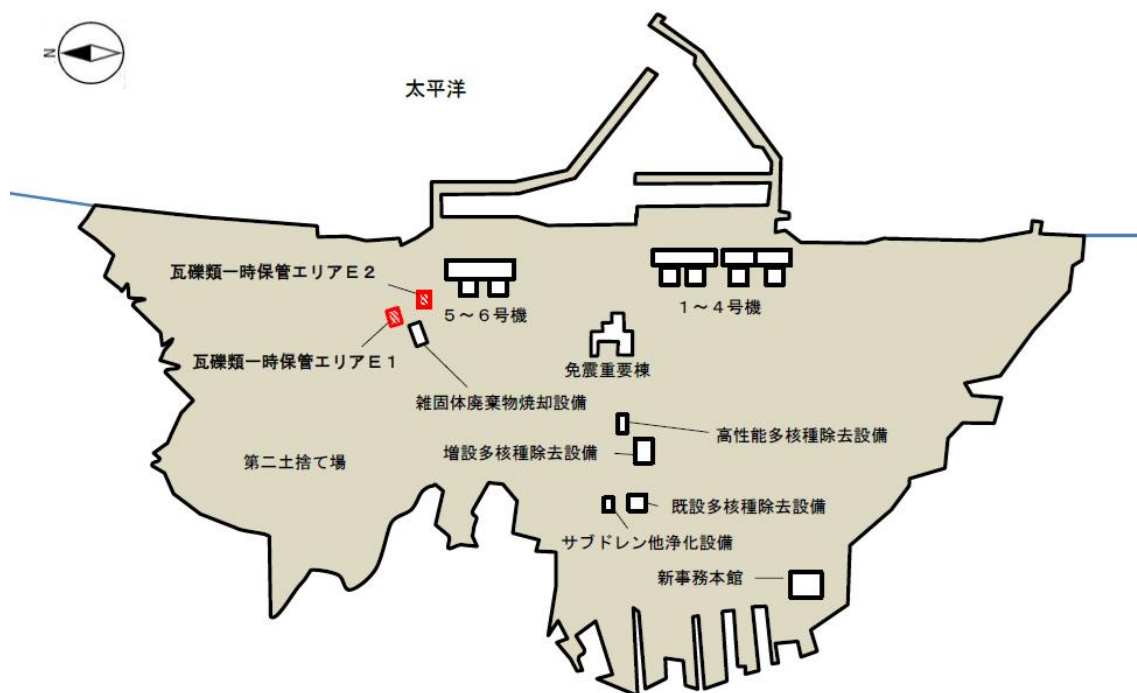 N
太平洋
瓦礫類一時保管エリアE2
5~6号機
1~4号機
瓦礫類一時保管エリアE1
免震重要棟
雑固体廃棄物焼却設備
高性能多核種除去設備
増設多核種除去設備
第二土捨て場
既設多核種除去設備
サブドレン他浄化設備
新事務本館